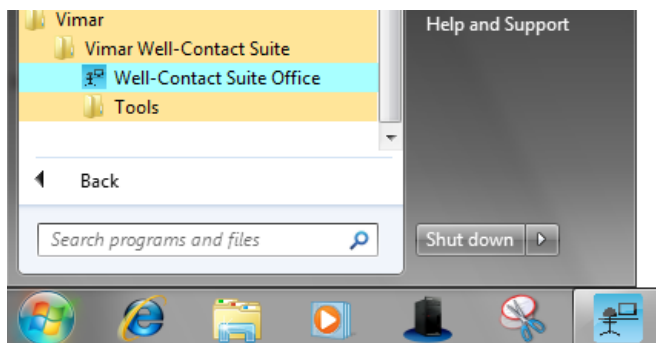 Vimar
Help and Support
Vimar Well-Contact Suite
Well-Contact Suite Office
Tools
Back
Search programs and files
Shut down